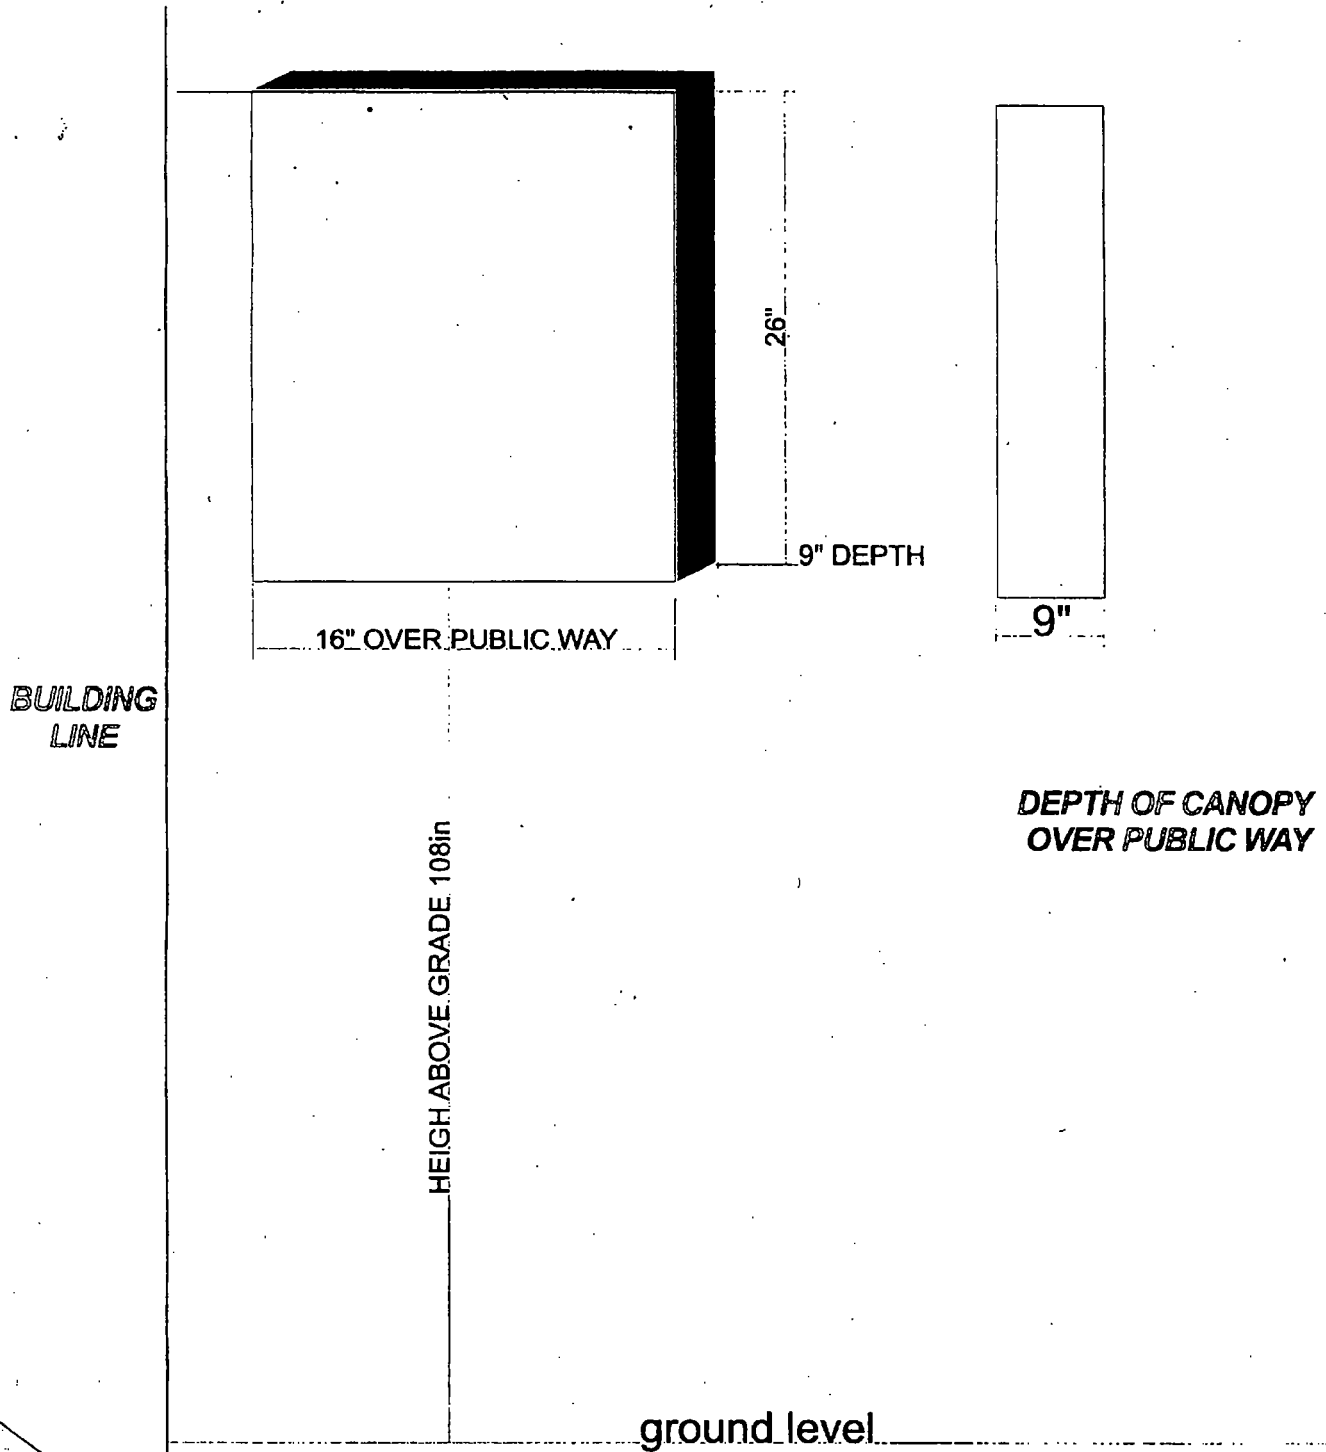 26"
9" DEPTH
9"
16" OVER PUBLIC WAY
BUILDING
LINE
DEPTH OF CANOPY
OVER PUBLIC WAY
HEIGH ABOVE GRADE 108in
ground level